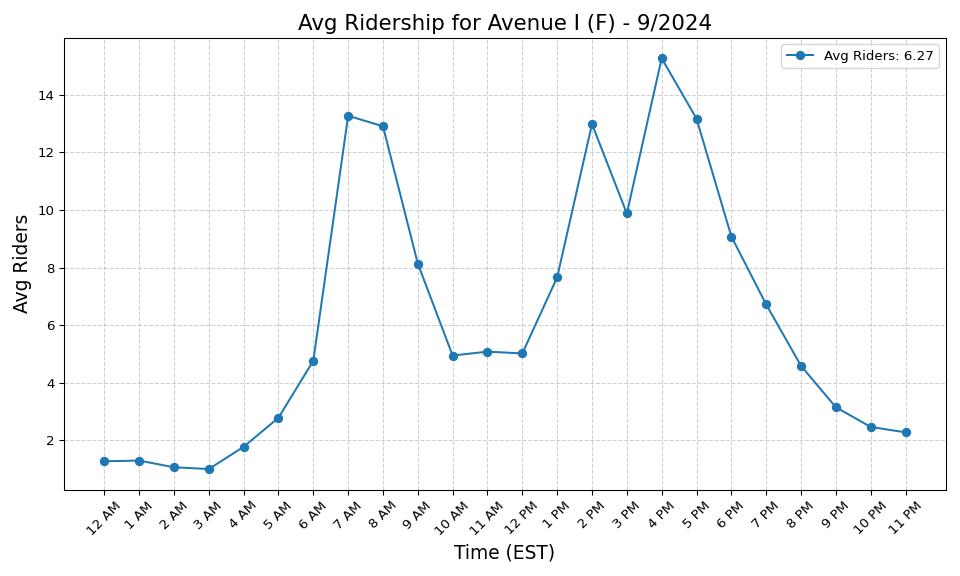 Avg Ridership for Avenue I (F) - 9/2024
Avg Riders: 6.27
Avg Riders
14
12
10
8
6
4
2
12 AM
1 AM
2 AM
3 AM
4 AM
5 AM
6 AM
7 AM
8 AM
9 AM
10 AM
11 AM
12 PM
1 PM
2 PM
3 PM
4 PM
5 PM
6 PM
7 PM
8 PM
9 PM
10 PM
11 PM
Time (EST)